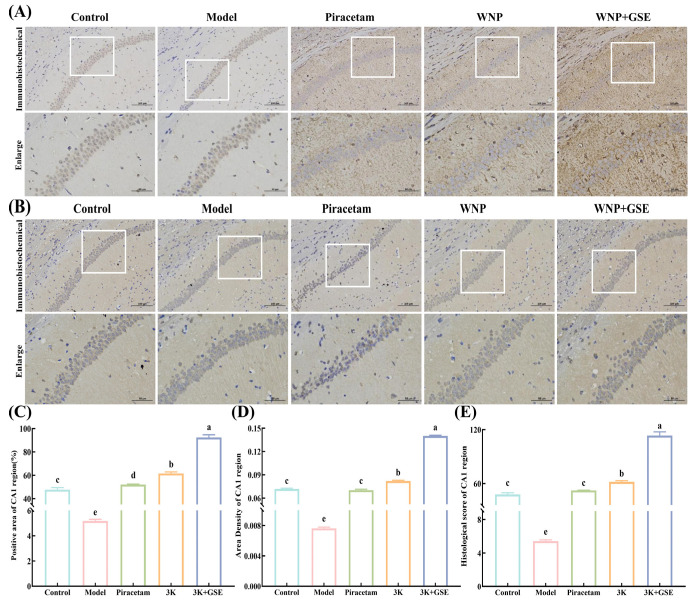 (A)
Control Model Piracetam WNP WNP+GSE
Immunohistochemical
Enlarge
(B)
Control Model Piracetam WNP WNP+GSE
Immunohistochemical
Enlarge
(C)
Positive area of CA1 region(%)
100
80
60
40
6
4
2
0
c
e
d
b
a
Control Model Piracetam 3K 3K+GSE
(D)
Area Density of CA1 region
0.15
0.12
0.09
0.06
0.008
0.004
0.000
c
e
c
b
a
Control Model Piracetam 3K 3K+GSE
(E)
Histological score of CA1 region
120
60
8
4
0
c
e
c
b
a
Control Model Piracetam 3K 3K+GSE